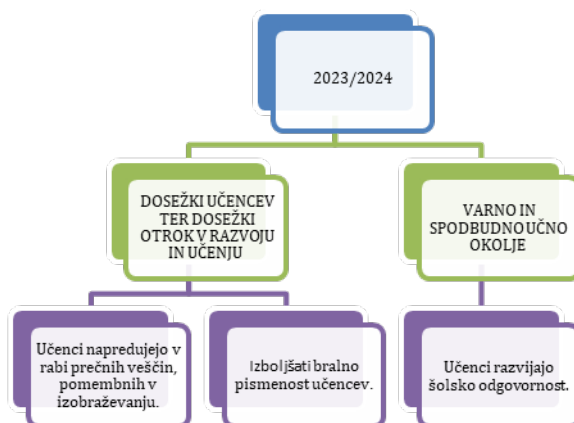 2023/2024
DOSEŽKI UČENCEV
TER DOSEŽKI
OTROK V RAZVOJU
IN UČENJU
VARNO IN
SPODBUDNO UČNO
OKOLJE
Učenci napredujejo v
rabi prečnih veščin,
pomembnih v
izobraževanju.
Izboljšati bralno
pismenost učencev.
Učenci razvijajo
šolsko odgovornost.